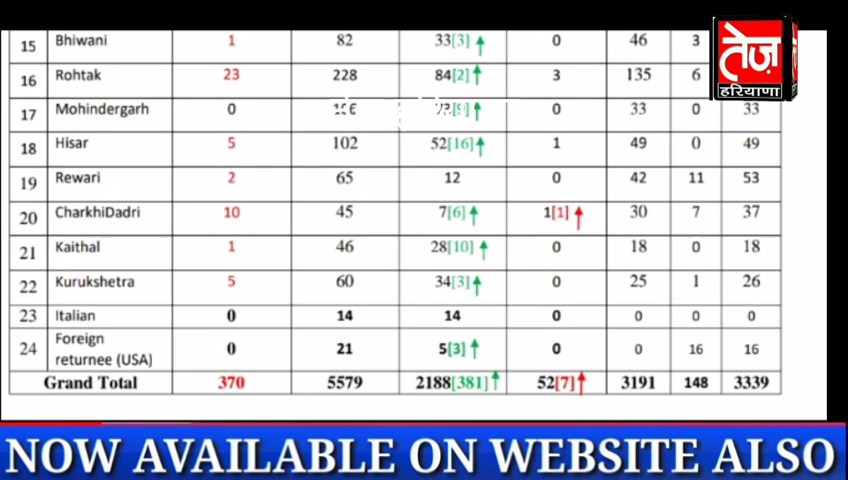 तेज़
हरियाणा
15 Bhiwani 1 82 33[3] 0 46 3
16 Rohtak 23 228 84[2] 3 135 6
17 Mohindergarh 0 0 33 0 33
18 Hisar 5 102 52[16] 1 49 0 49
19 Rewari 2 65 12 0 42 11 53
20 CharkhiDadri 10 45 7[6] 1[1] 30 7 37
21 Kaithal 1 46 28[10] 0 18 0 18
22 Kurukshetra 5 60 34[3] 0 25 1 26
23 Italian 0 14 14 0 0 0 0
24 Foreign
returnee (USA) 0 21 5[3] 0 0 16 16
Grand Total 370 5579 2188[381] 52[7] 3191 148 3339
NOW AVAILABLE ON WEBSITE ALSO